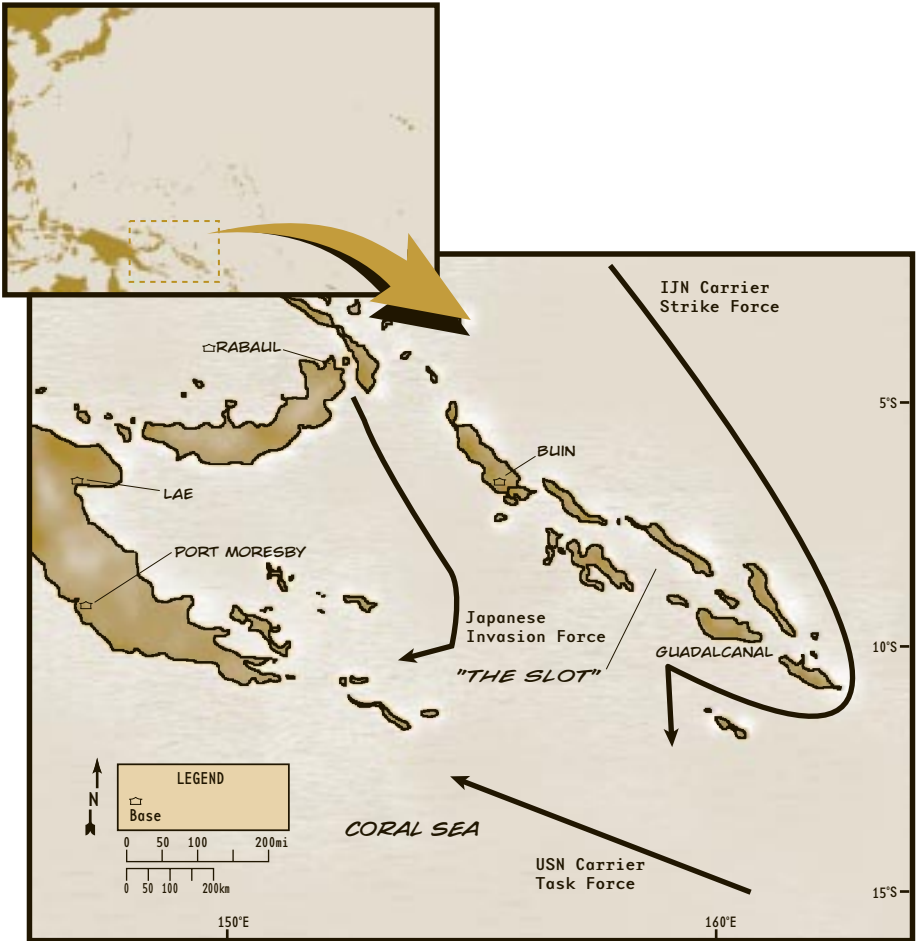 IJN Carrier
Strike Force
RABAUL
5°S
BUIN
LAE
PORT MORESBY
Japanese
Invasion Force
10°S
GUADALCANAL
"THE SLOT"
LEGEND
Base
N
0 50 100 200mi
0 50 100 200km
CORAL SEA
USN Carrier
Task Force
15°S
150°E
160°E